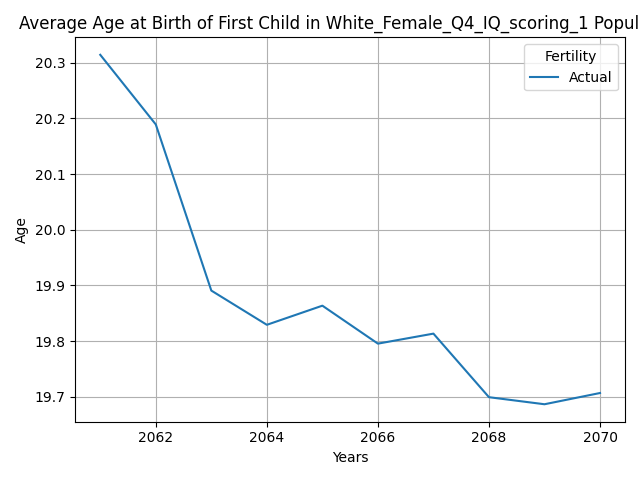 Average Age at Birth of First Child in White_Female_Q4_IQ_scoring_1 Popul
Fertility
Actual
20.3
20.2
20.1
20.0
19.9
19.8
19.7
Age
2062 2064 2066 2068 2070
Years